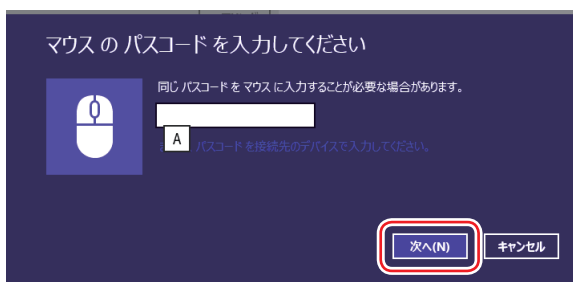 マウス の パスコード を入力してください
同じ パスコード を マウス に入力することが必要な場合があります。
A
パスコード を接続先のデバイスで入力してください。
次へ(N)
キャンセル